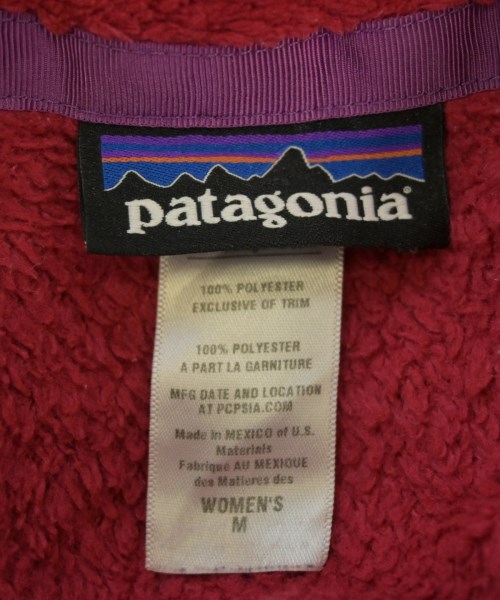 patagonia®
100% POLYESTER
EXCLUSIVE OF TRIM
100% POLYESTER
A PART LA GARNITURE
MFG DATE AND LOCATION
AT PCPSIA.COM
Made in MEXICO of U.S.
Materials
Fabriqué AU MEXIQUE
des Matieres des
WOMEN'S
M